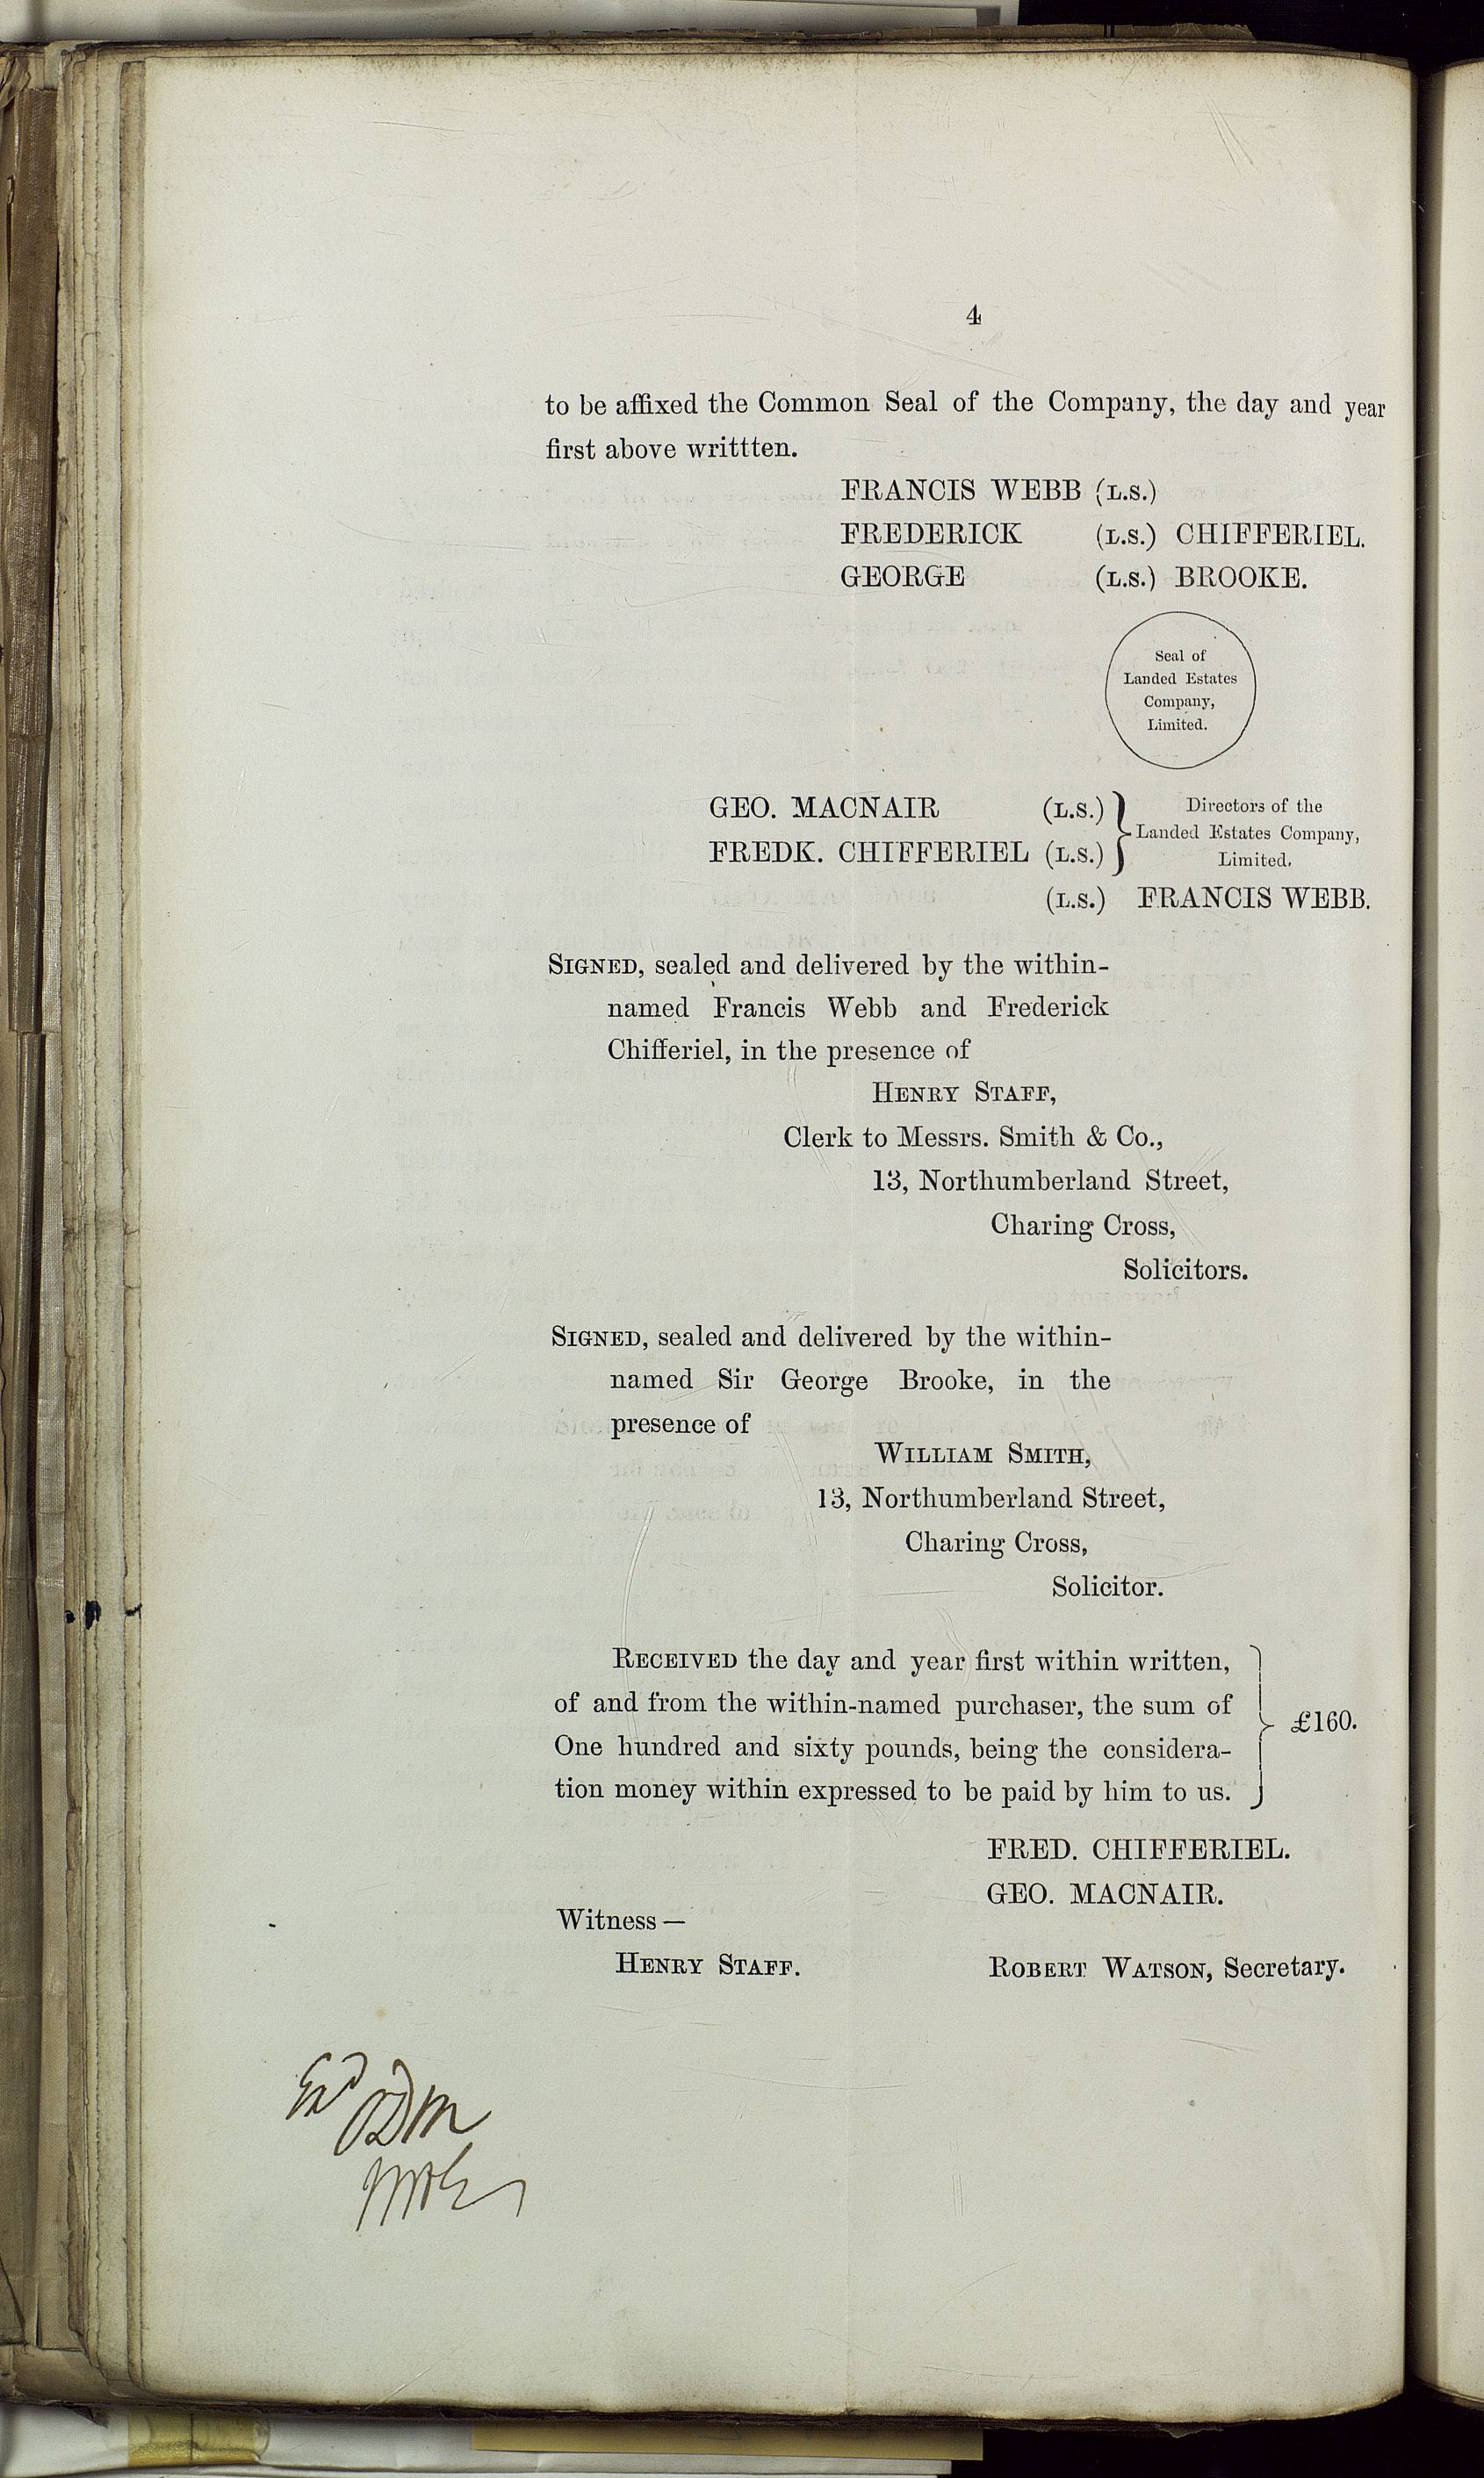 4
to be affixed the Common Seal of the Company, the day and year
first above writtten.
FRANCIS WEBB (L.S.)
FREDERICK (L.S.) CHIFFERIEL.
GEORGE (L.S.) BROOKE.
Seal of
Landed Estates
Company,
Limited.
GEO. MACNAIR (L.S.)
FREDK. CHIFFERIEL (L.S.)
Directors of the
Landed Estates Company,
Limited.
(L.S.) FRANCIS WEBB.
SIGNED, sealed and delivered by the within-
named Francis Webb and Frederick
Chifferiel, in the presence of
HENRY STAFF,
Clerk to Messrs. Smith & Co.,
13, Northumberland Street,
Charing Cross,
Solicitors.
SIGNED, sealed and delivered by the within-
named Sir George Brooke, in the
presence of
WILLIAM SMITH,
13, Northumberland Street,
Charing Cross,
Solicitor.
RECEIVED the day and year first within written,
of and from the within-named purchaser, the sum of
One hundred and sixty pounds, being the considera-
tion money within expressed to be paid by him to us.
£160.
FRED. CHIFFERIEL.
GEO. MACNAIR.
Witness—
HENRY STAFF.
ROBERT WATSON, Secretary.